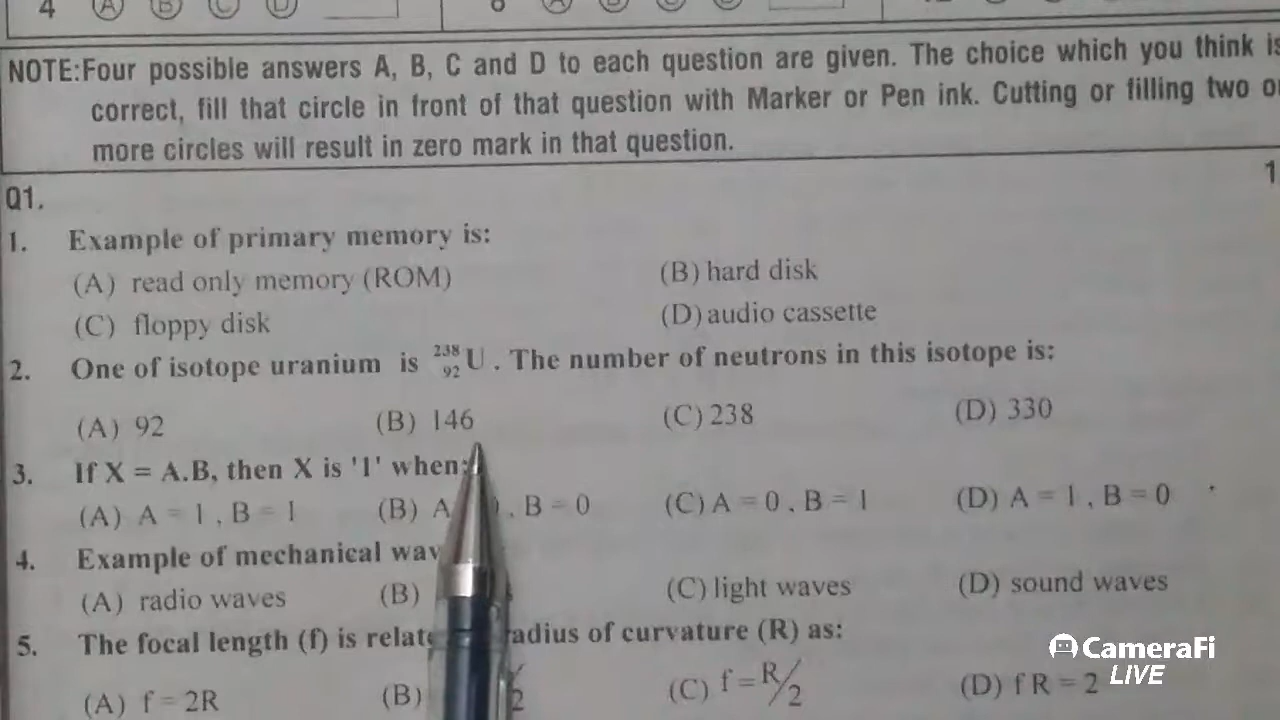 4 A B C D
8 A B C D
NOTE:Four possible answers A, B, C and D to each question are given. The choice which you think is
correct, fill that circle in front of that question with Marker or Pen ink. Cutting or filling two or
more circles will result in zero mark in that question.
Q1.
1
1. Example of primary memory is:
(A) read only memory (ROM) (B) hard disk
(C) floppy disk (D) audio cassette
2. One of isotope uranium is ²³⁸₉₂U. The number of neutrons in this isotope is:
(A) 92 (B) 146 (C) 238 (D) 330
3. If X = A.B, then X is '1' when:
(A) A = 1 , B = 1 (B) A , B = 0 (C) A = 0 , B = 1 (D) A = 1 , B = 0
4. Example of mechanical wav
(A) radio waves (B) (C) light waves (D) sound waves
5. The focal length (f) is relat radius of curvature (R) as:
(A) f = 2R (B) 2 (C) f = R/2 (D) f R = 2
CameraFi
LIVE